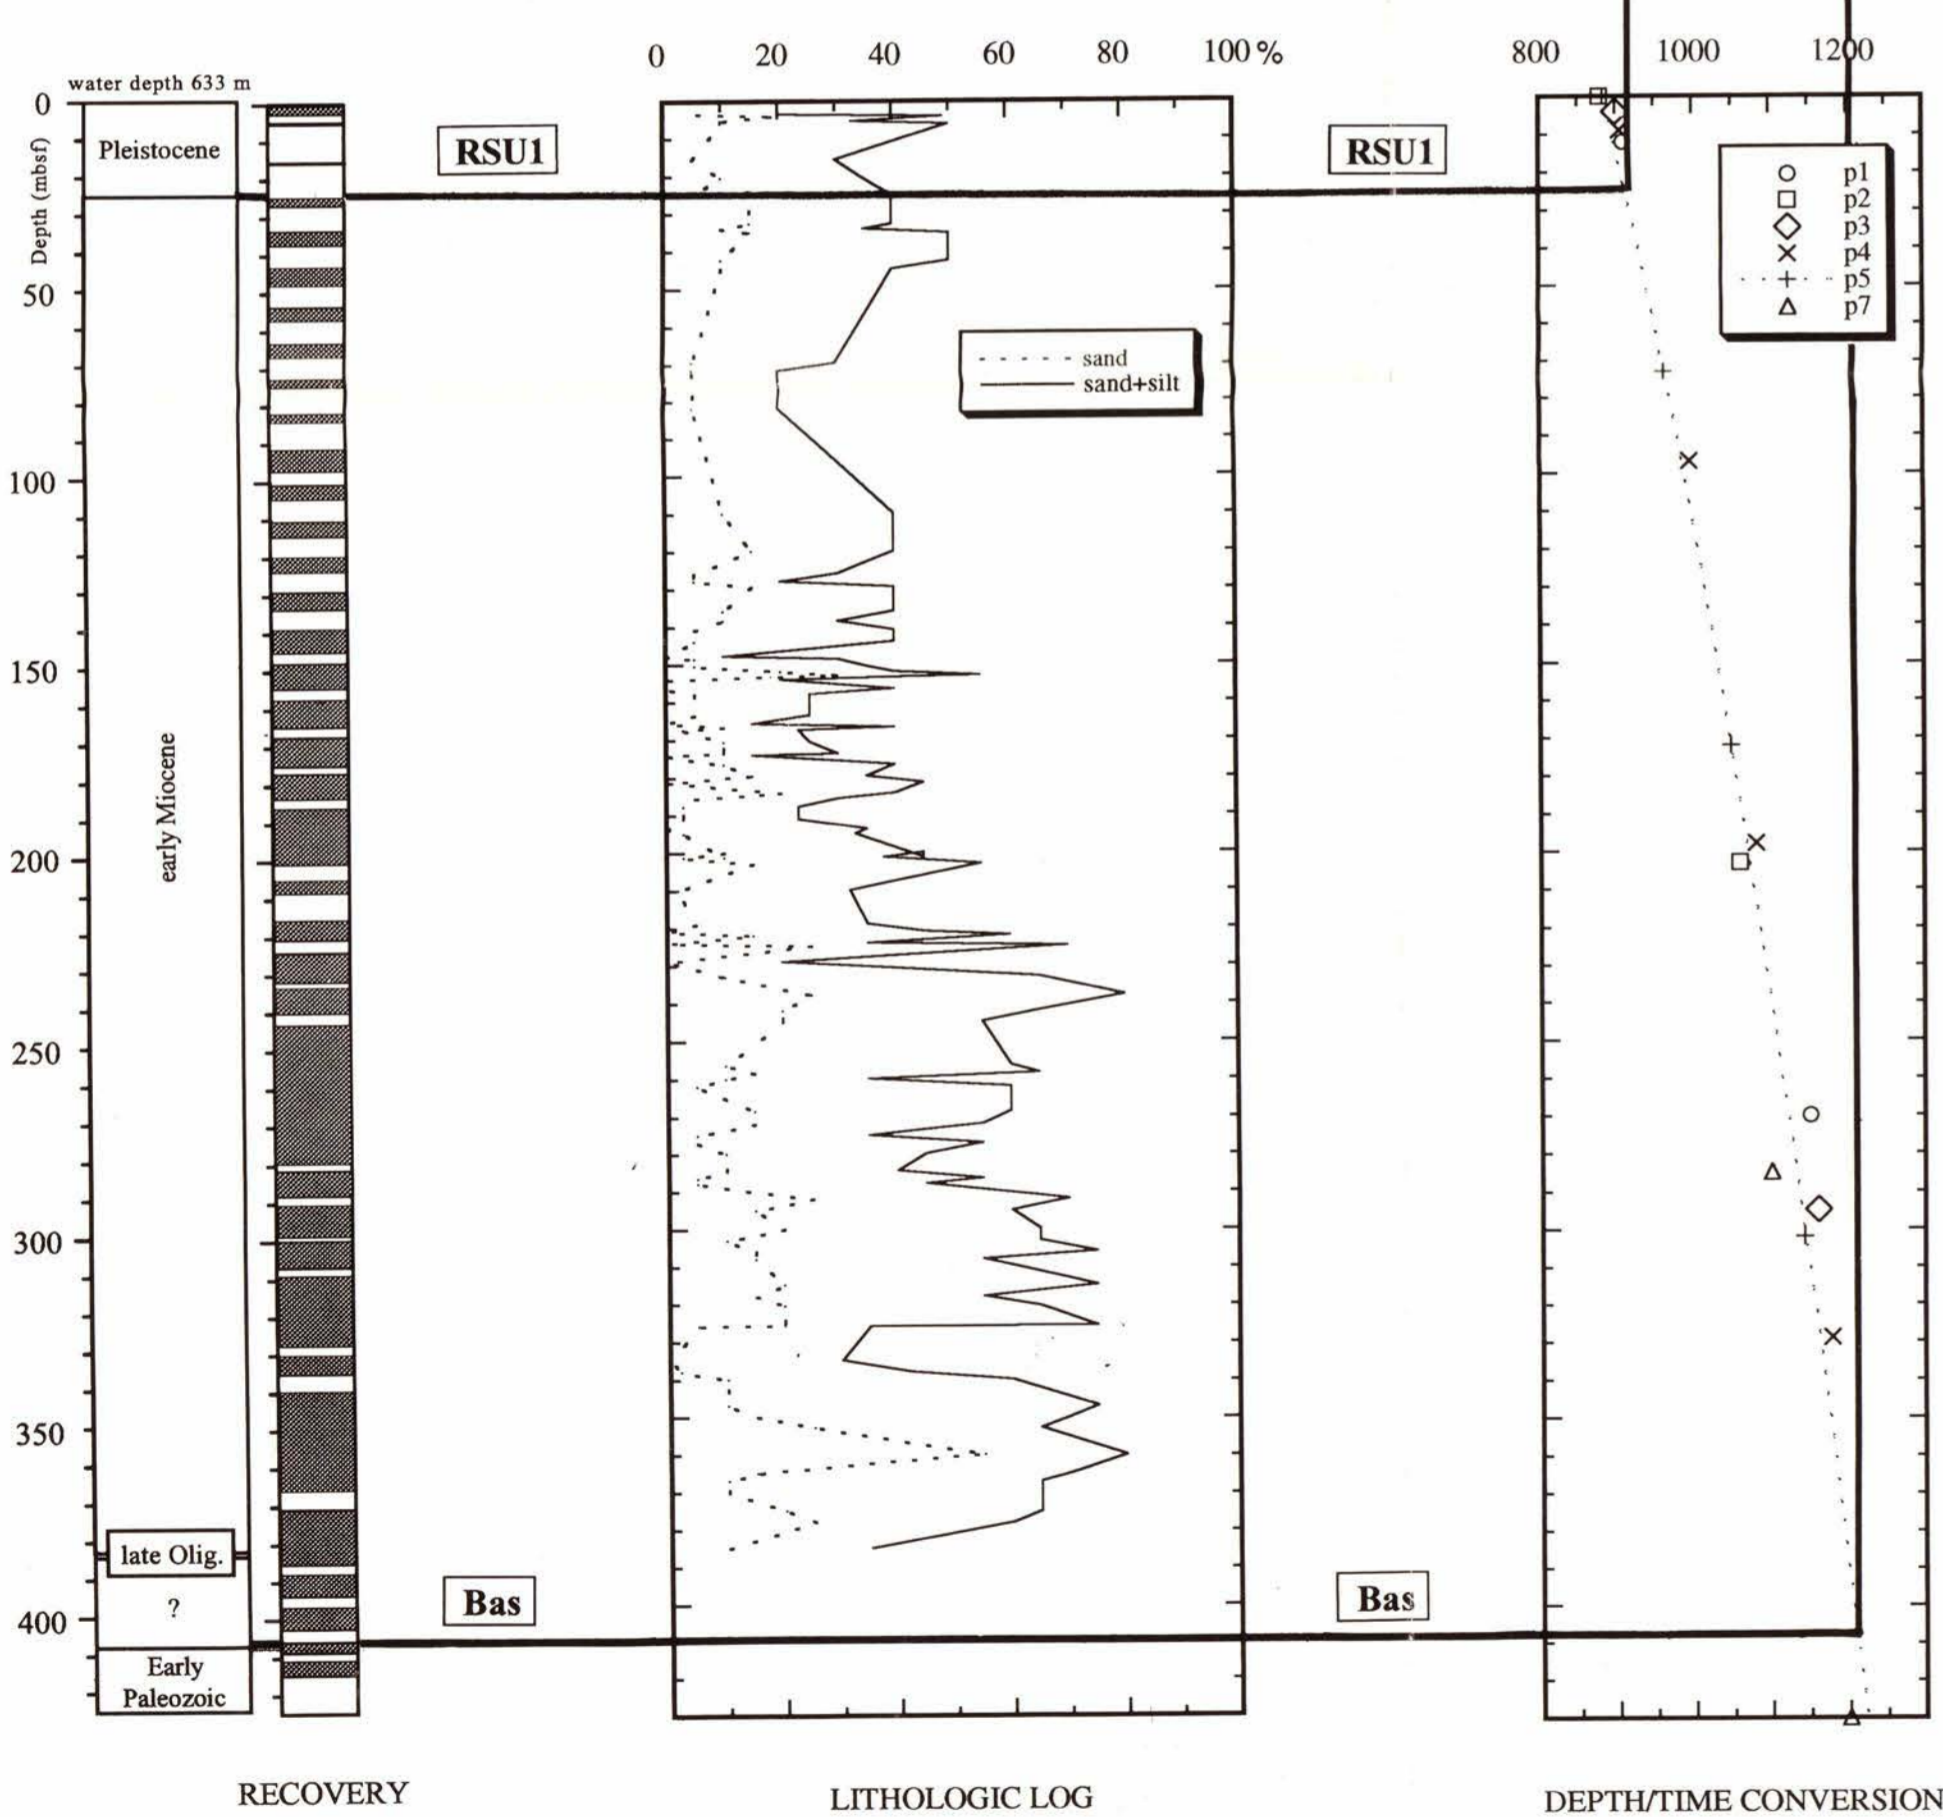 0 20 40 60 80 100 %
800 1000 1200
water depth 633 m
0
50
100
150
200
250
300
350
400
Depth (mbsf)
Pleistocene
early Miocene
late Olig.
?
Early
Paleozoic
RSU1
RSU1
Bas
Bas
sand
sand+silt
p1
p2
p3
p4
p5
p7
RECOVERY
LITHOLOGIC LOG
DEPTH/TIME CONVERSION